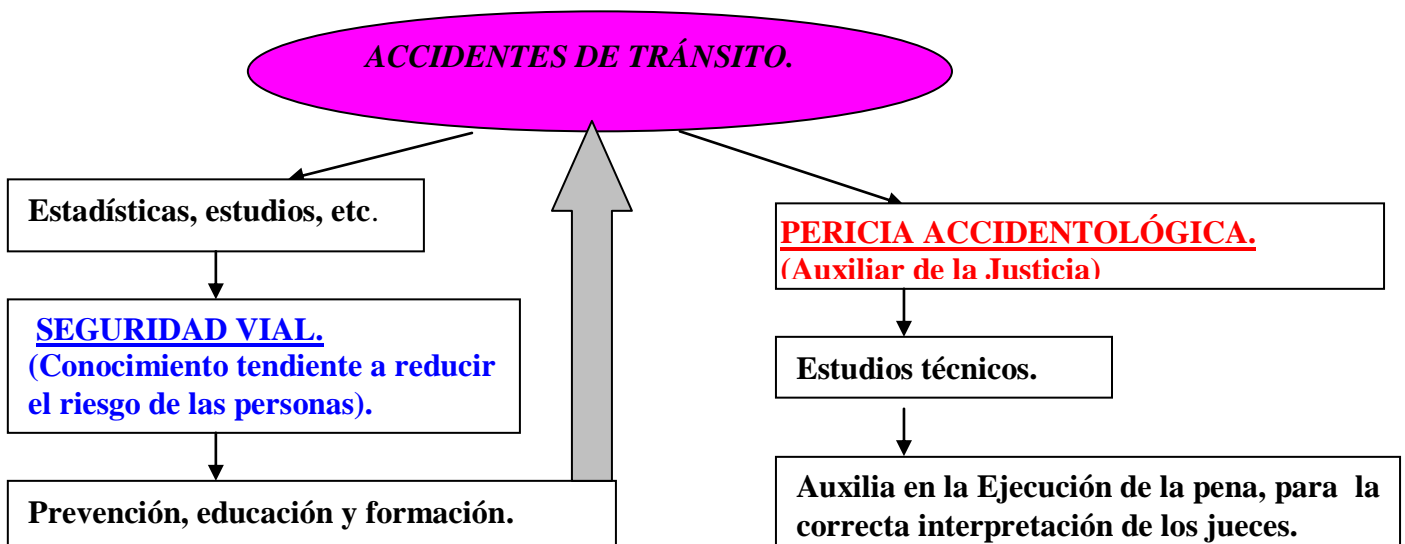 ACCIDENTES DE TRÁNSITO.
Estadísticas, estudios, etc.
SEGURIDAD VIAL.
(Conocimiento tendiente a reducir
el riesgo de las personas).
Prevención, educación y formación.
PERICIA ACCIDENTOLÓGICA.
(Auxiliar de la Justicia)
Estudios técnicos.
Auxilia en la Ejecución de la pena, para la
correcta interpretación de los jueces.